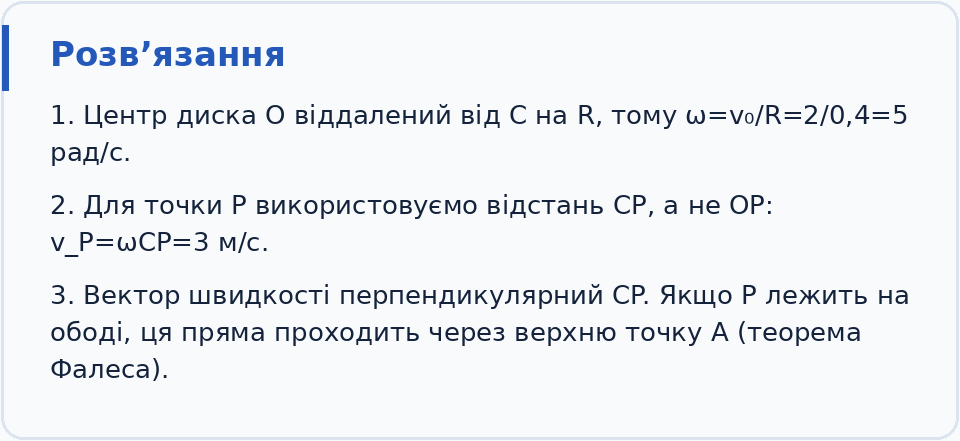 Розв’язання
1. Центр диска O віддалений від C на R, тому ω=v₀/R=2/0,4=5
рад/с.
2. Для точки P використовуємо відстань CP, а не OP:
v_P=ωCP=3 м/с.
3. Вектор швидкості перпендикулярний CP. Якщо P лежить на
ободі, ця пряма проходить через верхню точку A (теорема
Фалеса).